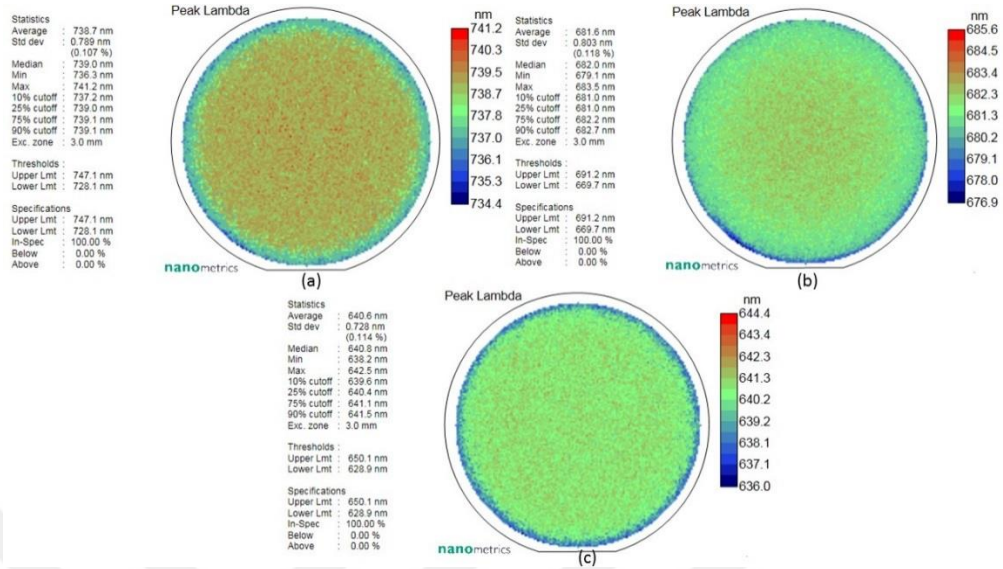 Statistics
Average : 738.7 nm
Std dev : 0.789 nm
(0.107 %)
Median : 739.0 nm
Min : 736.3 nm
Max : 741.2 nm
10% cutoff : 737.2 nm
25% cutoff : 739.0 nm
75% cutoff : 739.1 nm
90% cutoff : 739.1 nm
Exc. zone : 3.0 mm
Thresholds :
Upper Lmt : 747.1 nm
Lower Lmt : 728.1 nm
Specifications
Upper Lmt : 747.1 nm
Lower Lmt : 728.1 nm
In-Spec : 100.00 %
Below : 0.00 %
Above : 0.00 %
Peak Lambda
nanometrics
(a)
nm
741.2
740.3
739.5
738.7
737.8
737.0
736.1
735.3
734.4
Statistics
Average : 681.6 nm
Std dev : 0.803 nm
(0.118 %)
Median : 682.0 nm
Min : 679.1 nm
Max : 683.5 nm
10% cutoff : 681.0 nm
25% cutoff : 681.0 nm
75% cutoff : 682.2 nm
90% cutoff : 682.7 nm
Exc. zone : 3.0 mm
Thresholds :
Upper Lmt : 691.2 nm
Lower Lmt : 669.7 nm
Specifications
Upper Lmt : 691.2 nm
Lower Lmt : 669.7 nm
In-Spec : 100.00 %
Below : 0.00 %
Above : 0.00 %
Peak Lambda
nanometrics
(b)
nm
685.6
684.5
683.4
682.3
681.3
680.2
679.1
678.0
676.9
Statistics
Average : 640.6 nm
Std dev : 0.728 nm
(0.114 %)
Median : 640.8 nm
Min : 638.2 nm
Max : 642.5 nm
10% cutoff : 639.6 nm
25% cutoff : 640.4 nm
75% cutoff : 641.1 nm
90% cutoff : 641.5 nm
Exc. zone : 3.0 mm
Thresholds :
Upper Lmt : 650.1 nm
Lower Lmt : 628.9 nm
Specifications
Upper Lmt : 650.1 nm
Lower Lmt : 628.9 nm
In-Spec : 100.00 %
Below : 0.00 %
Above : 0.00 %
Peak Lambda
nanometrics
(c)
nm
644.4
643.4
642.3
641.3
640.2
639.2
638.1
637.1
636.0